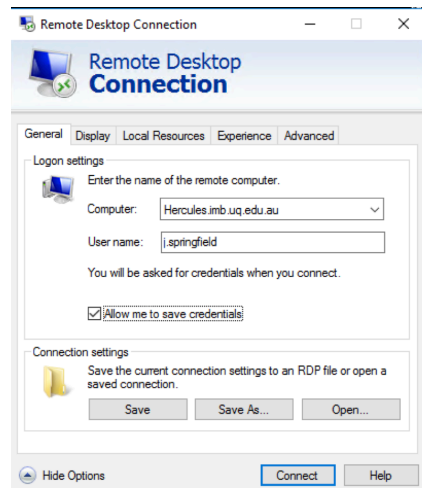 Remote Desktop Connection
Remote Desktop
Connection
General Display Local Resources Experience Advanced
Logon settings
Enter the name of the remote computer.
Computer: Hercules.imb.uq.edu.au
User name: j.springfield
You will be asked for credentials when you connect.
Allow me to save credentials
Connection settings
Save the current connection settings to an RDP file or open a
saved connection.
Save Save As... Open...
Hide Options Connect Help